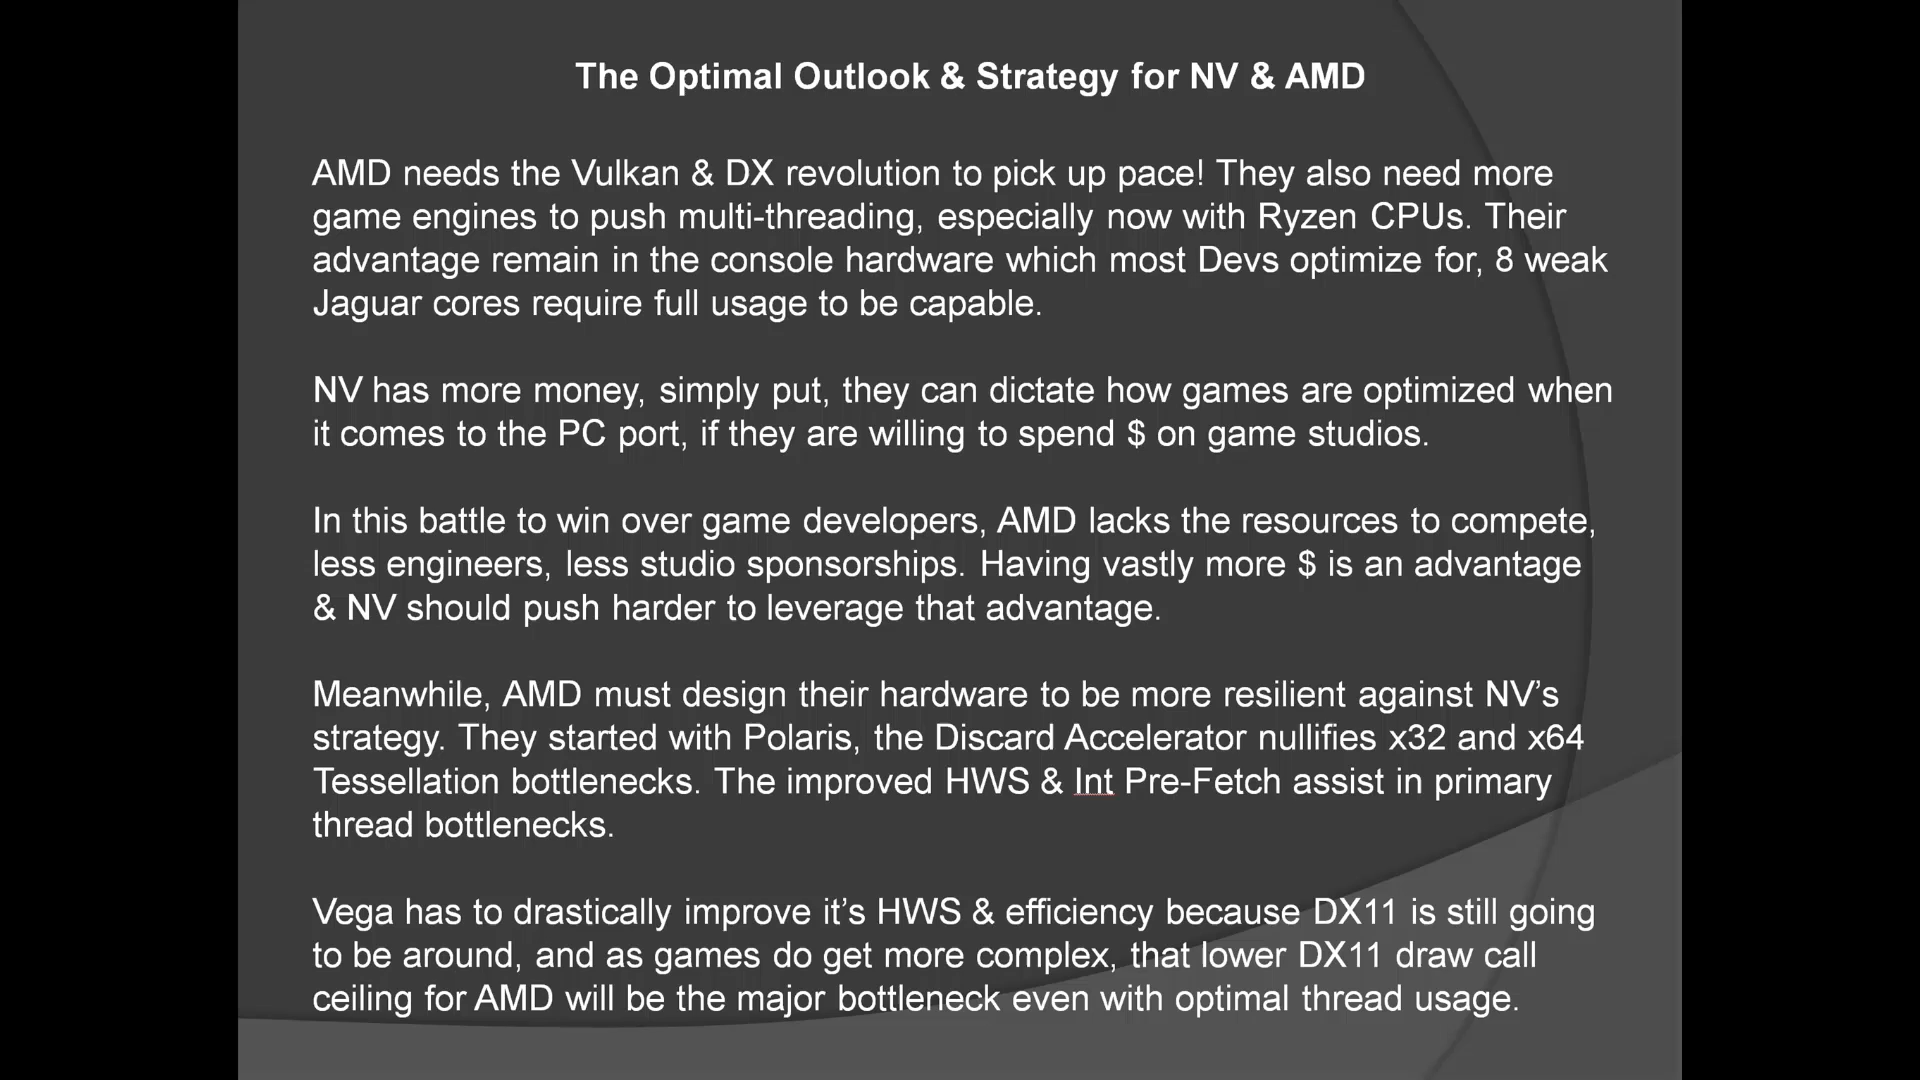 The Optimal Outlook & Strategy for NV & AMD
AMD needs the Vulkan & DX revolution to pick up pace! They also need more
game engines to push multi-threading, especially now with Ryzen CPUs. Their
advantage remain in the console hardware which most Devs optimize for, 8 weak
Jaguar cores require full usage to be capable.
NV has more money, simply put, they can dictate how games are optimized when
it comes to the PC port, if they are willing to spend $ on game studios.
In this battle to win over game developers, AMD lacks the resources to compete,
less engineers, less studio sponsorships. Having vastly more $ is an advantage
& NV should push harder to leverage that advantage.
Meanwhile, AMD must design their hardware to be more resilient against NV’s
strategy. They started with Polaris, the Discard Accelerator nullifies x32 and x64
Tessellation bottlenecks. The improved HWS & Int Pre-Fetch assist in primary
thread bottlenecks.
Vega has to drastically improve it’s HWS & efficiency because DX11 is still going
to be around, and as games do get more complex, that lower DX11 draw call
ceiling for AMD will be the major bottleneck even with optimal thread usage.